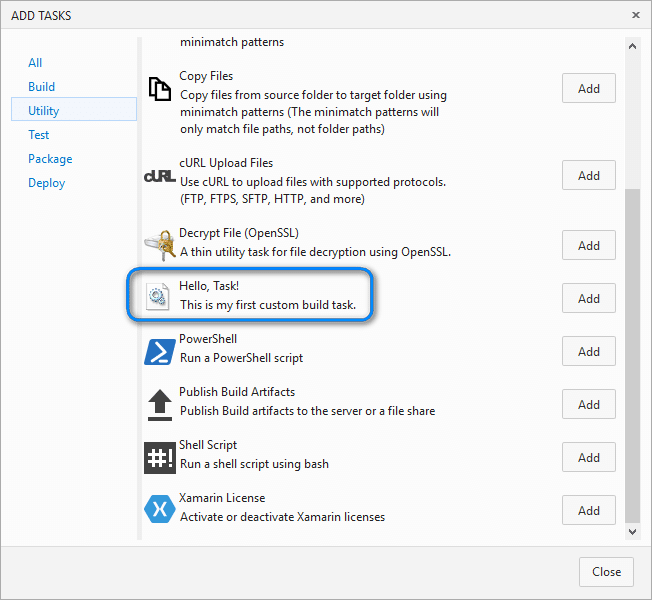 ADD TASKS
All
Build
Utility
Test
Package
Deploy
minimatch patterns
Copy Files
Copy files from source folder to target folder using
minimatch patterns (The minimatch patterns will
only match file paths, not folder paths)
Add
cURL
cURL Upload Files
Use cURL to upload files with supported protocols.
(FTP, FTPS, SFTP, HTTP, and more)
Add
Decrypt File (OpenSSL)
A thin utility task for file decryption using OpenSSL.
Add
Hello, Task!
This is my first custom build task.
Add
PowerShell
Run a PowerShell script
Add
Publish Build Artifacts
Publish Build artifacts to the server or a file share
Add
#!
Shell Script
Run a shell script using bash
Add
Xamarin License
Activate or deactivate Xamarin licenses
Add
Close